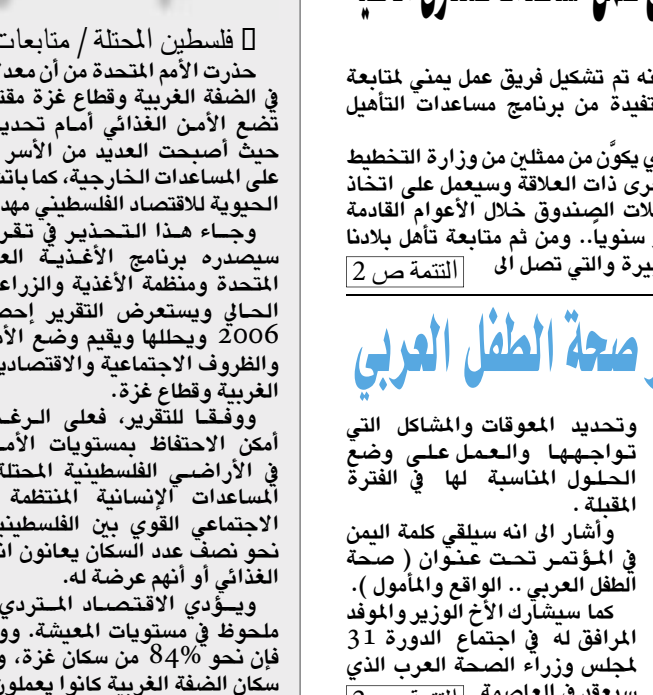 نه تم تشكيل فريق عمل يمني لمتابعة
تفيدة من برنامج مساعدات التأهيل
ي يكوَّن من ممثلين من وزارة التخطيط
رى ذات العلاقة وسيعمل على اتخاذ
لات الصندوق خلال الأعوام القادمة
سنوياً.. ومن ثم متابعة تأهل بلادنا
يرة والتي تصل الى التتمة ص 2
صحة الطفل العربي
وتحديد المعوقات والمشاكل التي
تواجهها والعمل على وضع
الحلول المناسبة لها في الفترة
المقبلة .
وأشار الى انه سيلقي كلمة اليمن
في المؤتمر تحت عنوان ( صحة
الطفل العربي .. الواقع والمأمول ).
كما سيشارك الأخ الوزير والموفد
المرافق له في اجتماع الدورة 31
لمجلس وزراء الصحة العرب الذي
سيعقد في العاصمة
فلسطين المحتلة / متابعات
حذرت الأمم المتحدة من أن معد
في الضفة الغربية وقطاع غزة مقت
تضع الأمن الغذائي أمام تحدي
حيث أصبحت العديد من الأسر
على المساعدات الخارجية، كما بات
الحيوية للاقتصاد الفلسطيني مهد
وجاء هذا التحذير في تقر
سيصدره برنامج الأغذية الع
المتحدة ومنظمة الأغذية والزراع
الحالي ويستعرض التقرير إحص
2006 ويحللها ويقيم وضع الأ
والظروف الاجتماعية والاقتصادي
الغربية وقطاع غزة.
ووفقا للتقرير، فعلى الرغ
أمكن الاحتفاظ بمستويات الأم
في الأراضي الفلسطينية المحتلة
المساعدات الإنسانية المنتظمة
الاجتماعي القوي بين الفلسطيني
نحو نصف عدد السكان يعانون ان
الغذائي أو أنهم عرضة له.
ويؤدي الاقتصاد المتردي
ملحوظ في مستويات المعيشة. وو
فإن نحو 84% من سكان غزة، و
سكان الضفة الغربية كانوا يعملون